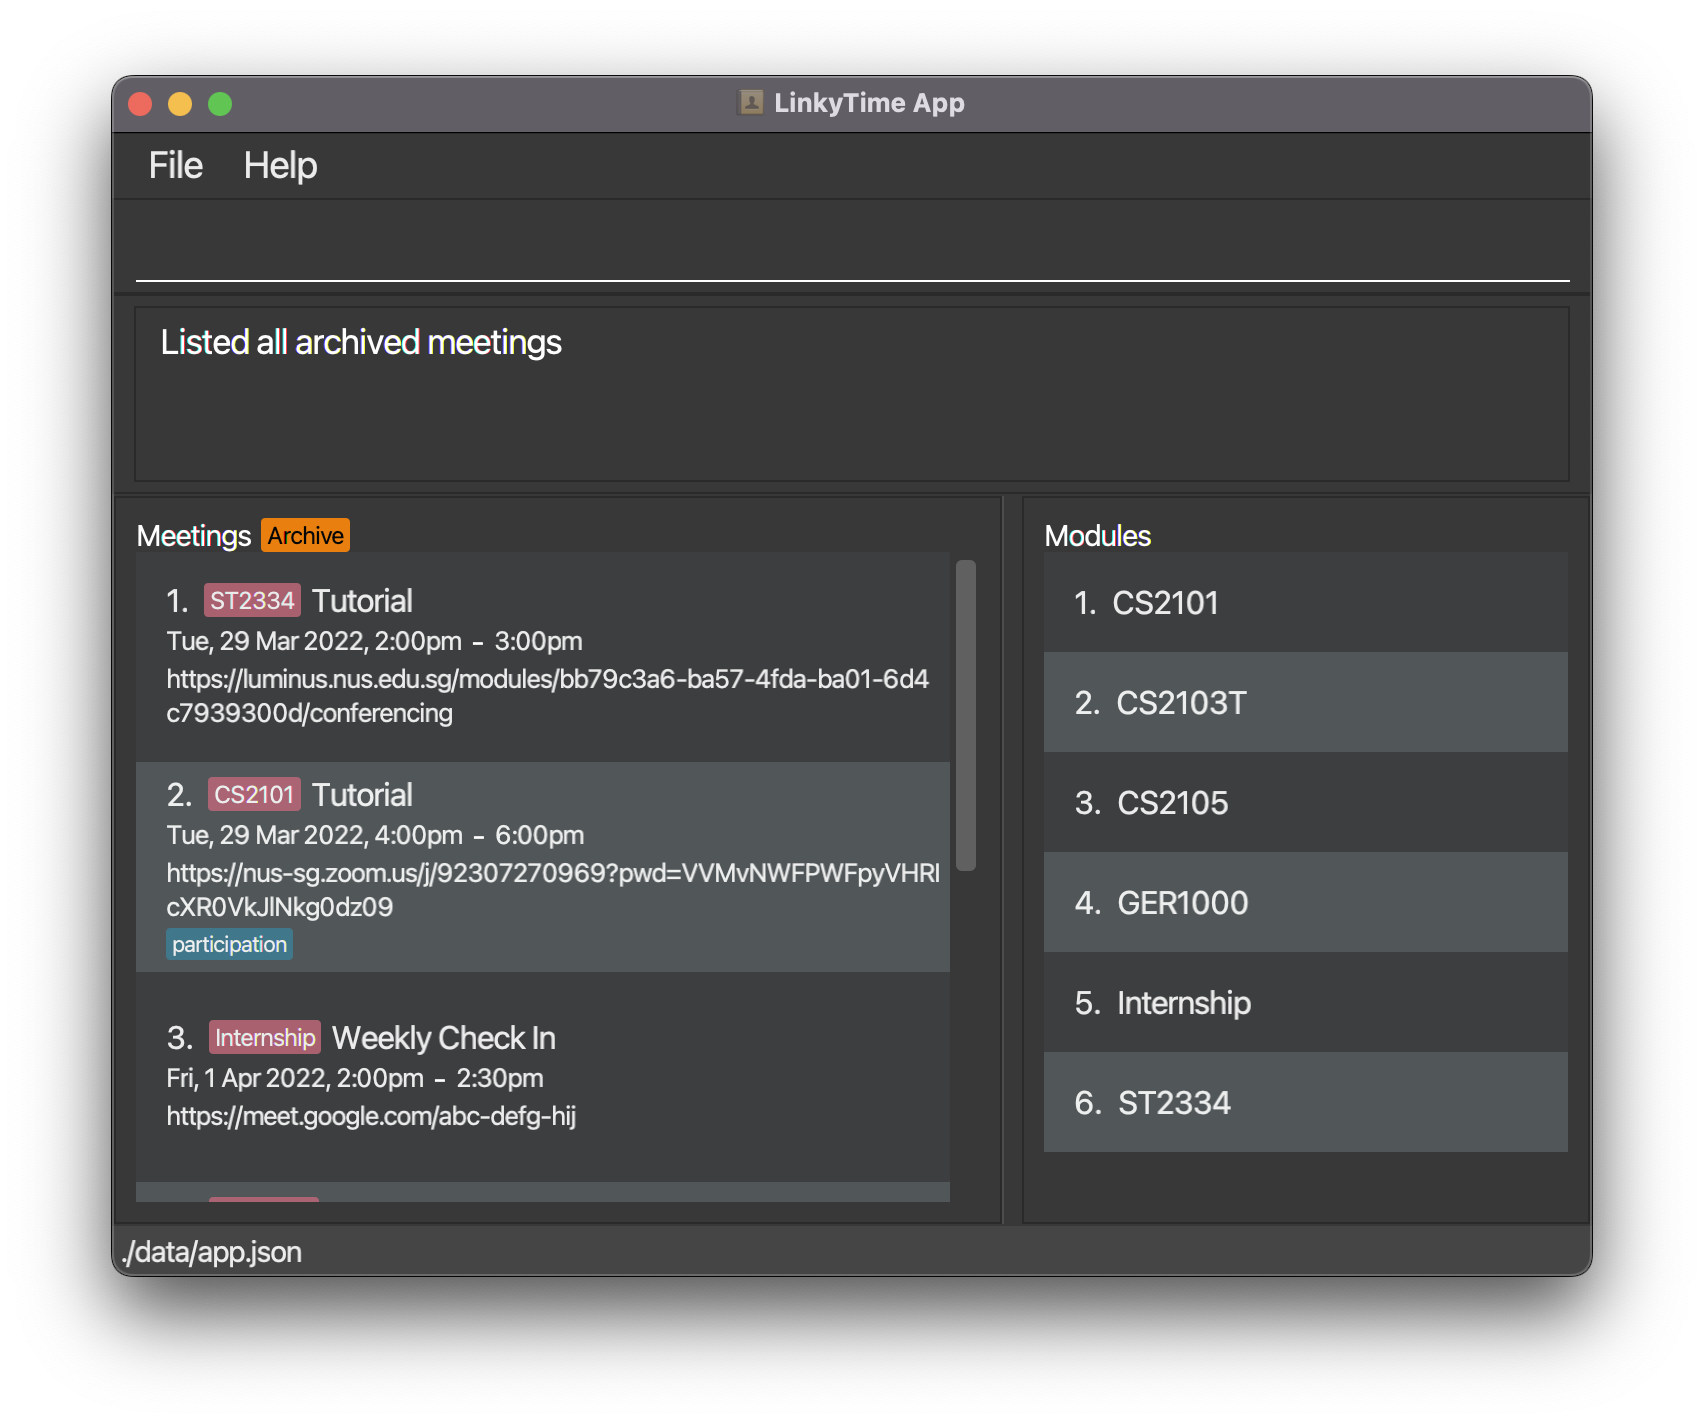 LinkyTime App
File Help
Listed all archived meetings
Meetings Archive
1. ST2334 Tutorial
Tue, 29 Mar 2022, 2:00pm - 3:00pm
https://luminus.nus.edu.sg/modules/bb79c3a6-ba57-4fda-ba01-6d4
c7939300d/conferencing
2. CS2101 Tutorial
Tue, 29 Mar 2022, 4:00pm - 6:00pm
https://nus-sg.zoom.us/j/92307270969?pwd=VVMvNWFPWFpyVHRI
cXR0VkJlNkg0dz09
participation
3. Internship Weekly Check In
Fri, 1 Apr 2022, 2:00pm - 2:30pm
https://meet.google.com/abc-defg-hij
Modules
1. CS2101
2. CS2103T
3. CS2105
4. GER1000
5. Internship
6. ST2334
./data/app.json